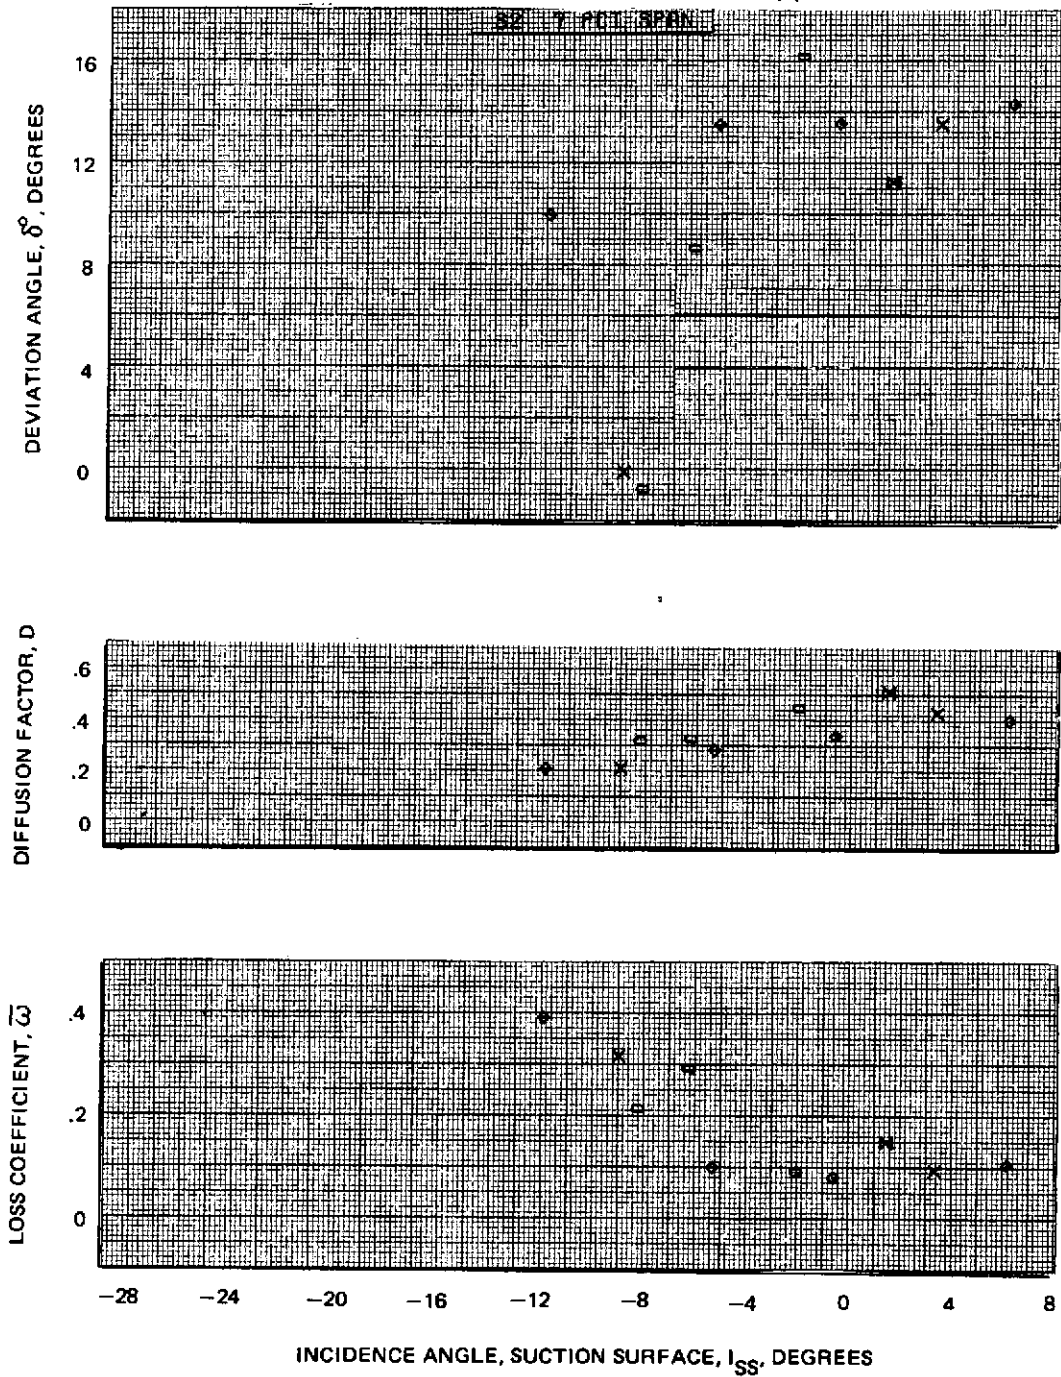 S2 7 PCT SPAN
DEVIATION ANGLE, δ°, DEGREES
16
12
8
4
0
DIFFUSION FACTOR, D
.6
.4
.2
0
LOSS COEFFICIENT, ω̅
.4
.2
0
−28 −24 −20 −16 −12 −8 −4 0 4 8
INCIDENCE ANGLE, SUCTION SURFACE, I_SS, DEGREES